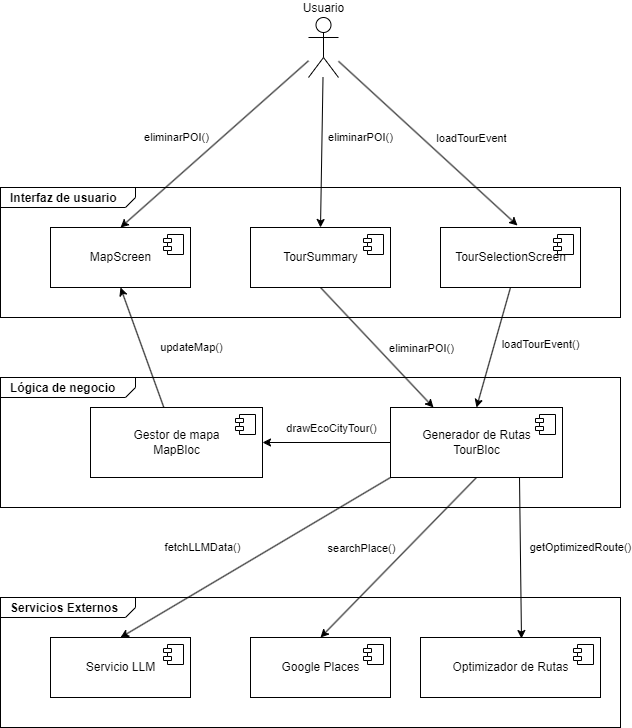 Usuario
eliminarPOI()
eliminarPOI()
loadTourEvent
Interfaz de usuario
MapScreen
TourSummary
TourSelectionScreen
updateMap()
eliminarPOI()
loadTourEvent()
Lógica de negocio
Gestor de mapa
MapBloc
drawEcoCityTour()
Generador de Rutas
TourBloc
fetchLLMData()
searchPlace()
getOptimizedRoute()
Servicios Externos
Servicio LLM
Google Places
Optimizador de Rutas